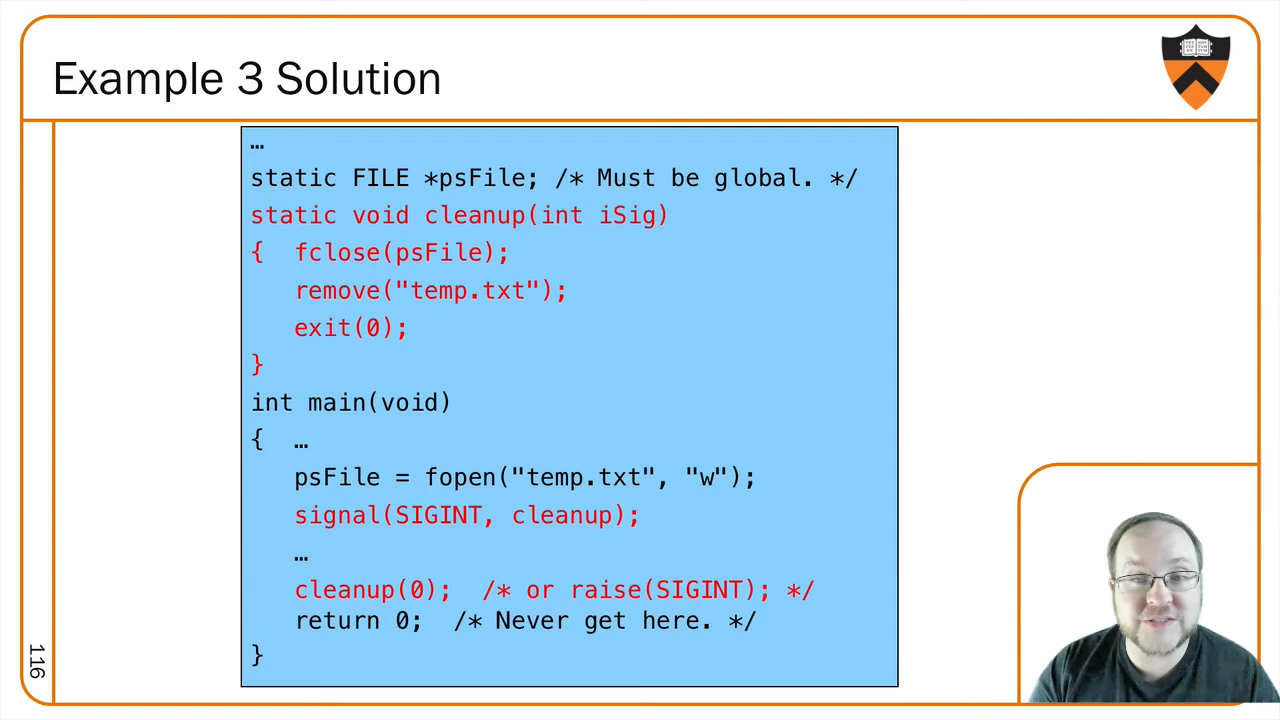 Example 3 Solution
…
static FILE *psFile; /* Must be global. */
static void cleanup(int iSig)
{  fclose(psFile);
   remove("temp.txt");
   exit(0);
}
int main(void)
{  …
   psFile = fopen("temp.txt", "w");
   signal(SIGINT, cleanup);
   …
   cleanup(0);  /* or raise(SIGINT); */
   return 0;  /* Never get here. */
}
116